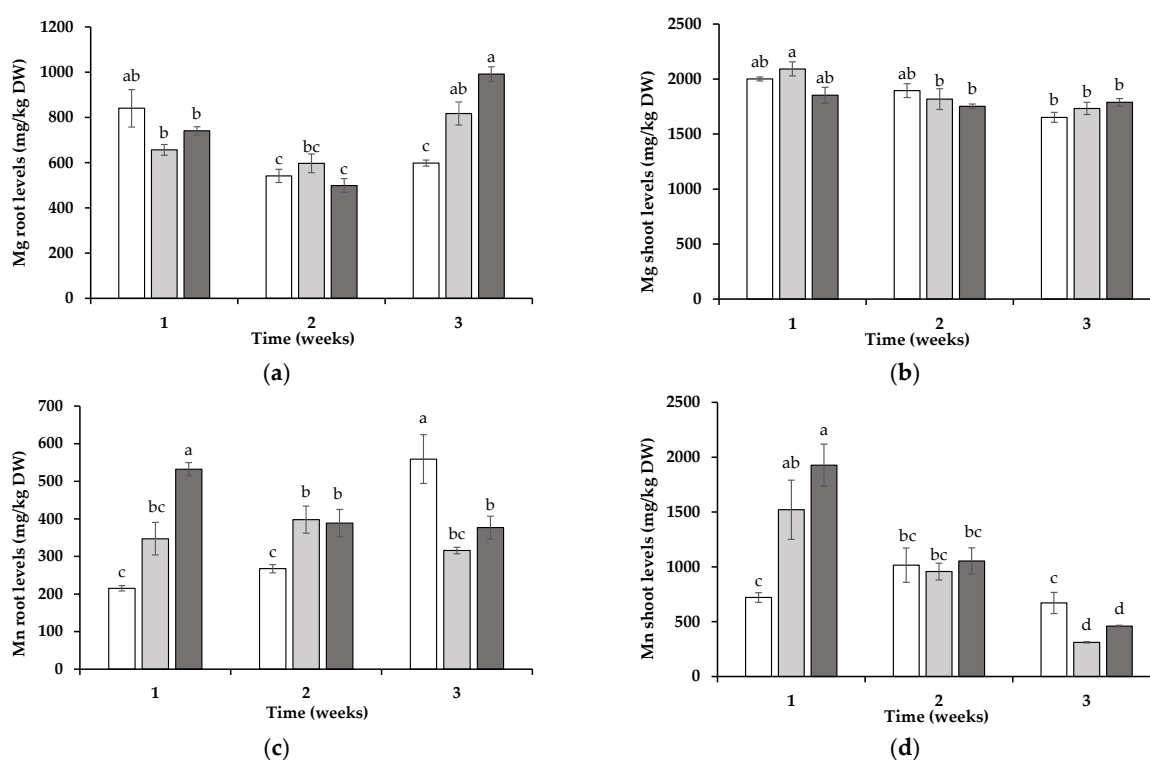 Mg root levels (mg/kg DW)
1200
1000
800
600
400
200
0
ab
b
b
c
bc
c
c
ab
a
1
2
3
Time (weeks)
(a)
Mg shoot levels (mg/kg DW)
2500
2000
1500
1000
500
0
ab
a
ab
ab
b
b
b
b
b
1
2
3
Time (weeks)
(b)
Mn root levels (mg/kg DW)
700
600
500
400
300
200
100
0
c
bc
a
c
b
b
a
bc
b
1
2
3
Time (weeks)
(c)
Mn shoot levels (mg/kg DW)
2500
2000
1500
1000
500
0
c
ab
a
bc
bc
bc
c
d
d
1
2
3
Time (weeks)
(d)